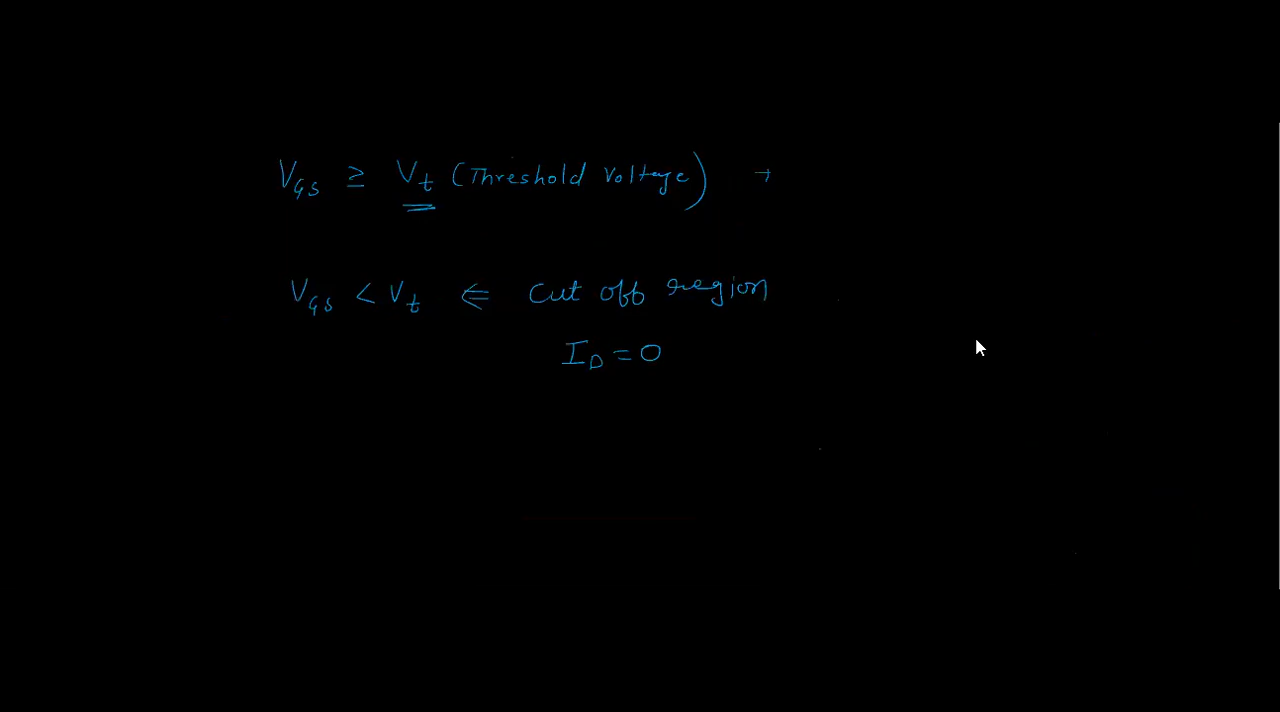 V_GS ≥ V_t (Threshold Voltage) +
V_GS < V_t ⇐ Cut off region
I_D = 0